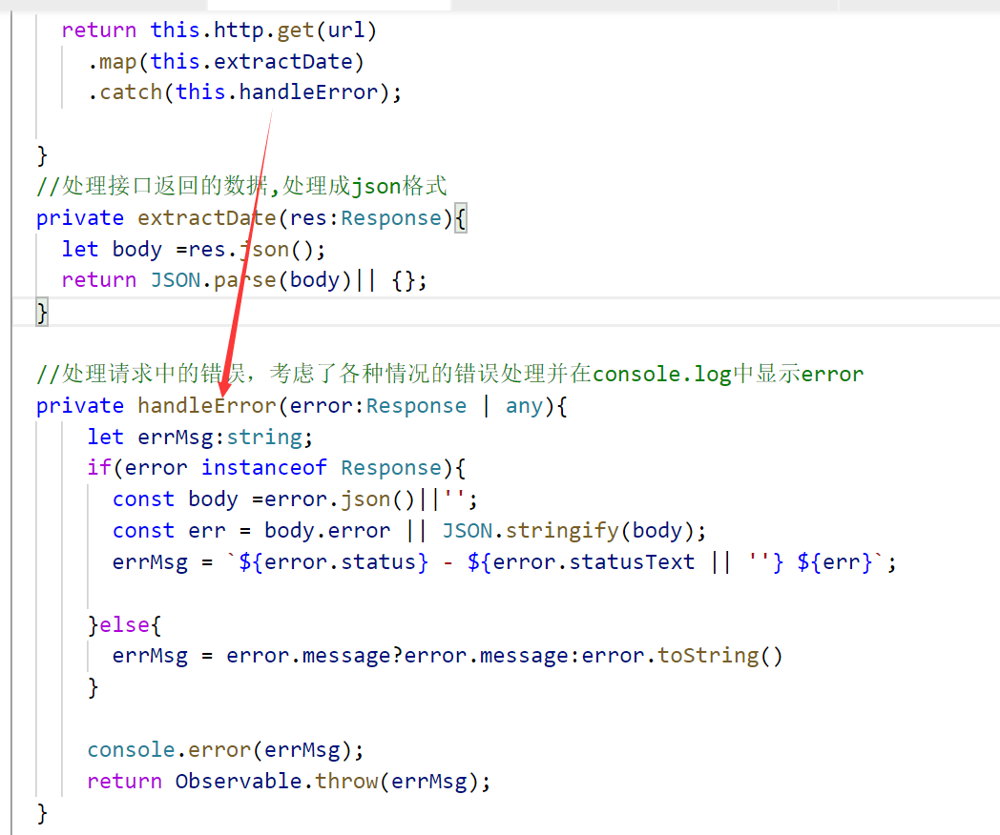 return this.http.get(url)
.map(this.extractDate)
.catch(this.handleError);
}
//处理接口返回的数据,处理成json格式
private extractDate(res:Response){
let body =res.json();
return JSON.parse(body)|| {};
}
//处理请求中的错误，考虑了各种情况的错误处理并在console.log中显示error
private handleError(error:Response | any){
let errMsg:string;
if(error instanceof Response){
const body =error.json()||'';
const err = body.error || JSON.stringify(body);
errMsg = `${error.status} - ${error.statusText || ''} ${err}`;
}else{
errMsg = error.message?error.message:error.toString()
}
console.error(errMsg);
return Observable.throw(errMsg);
}